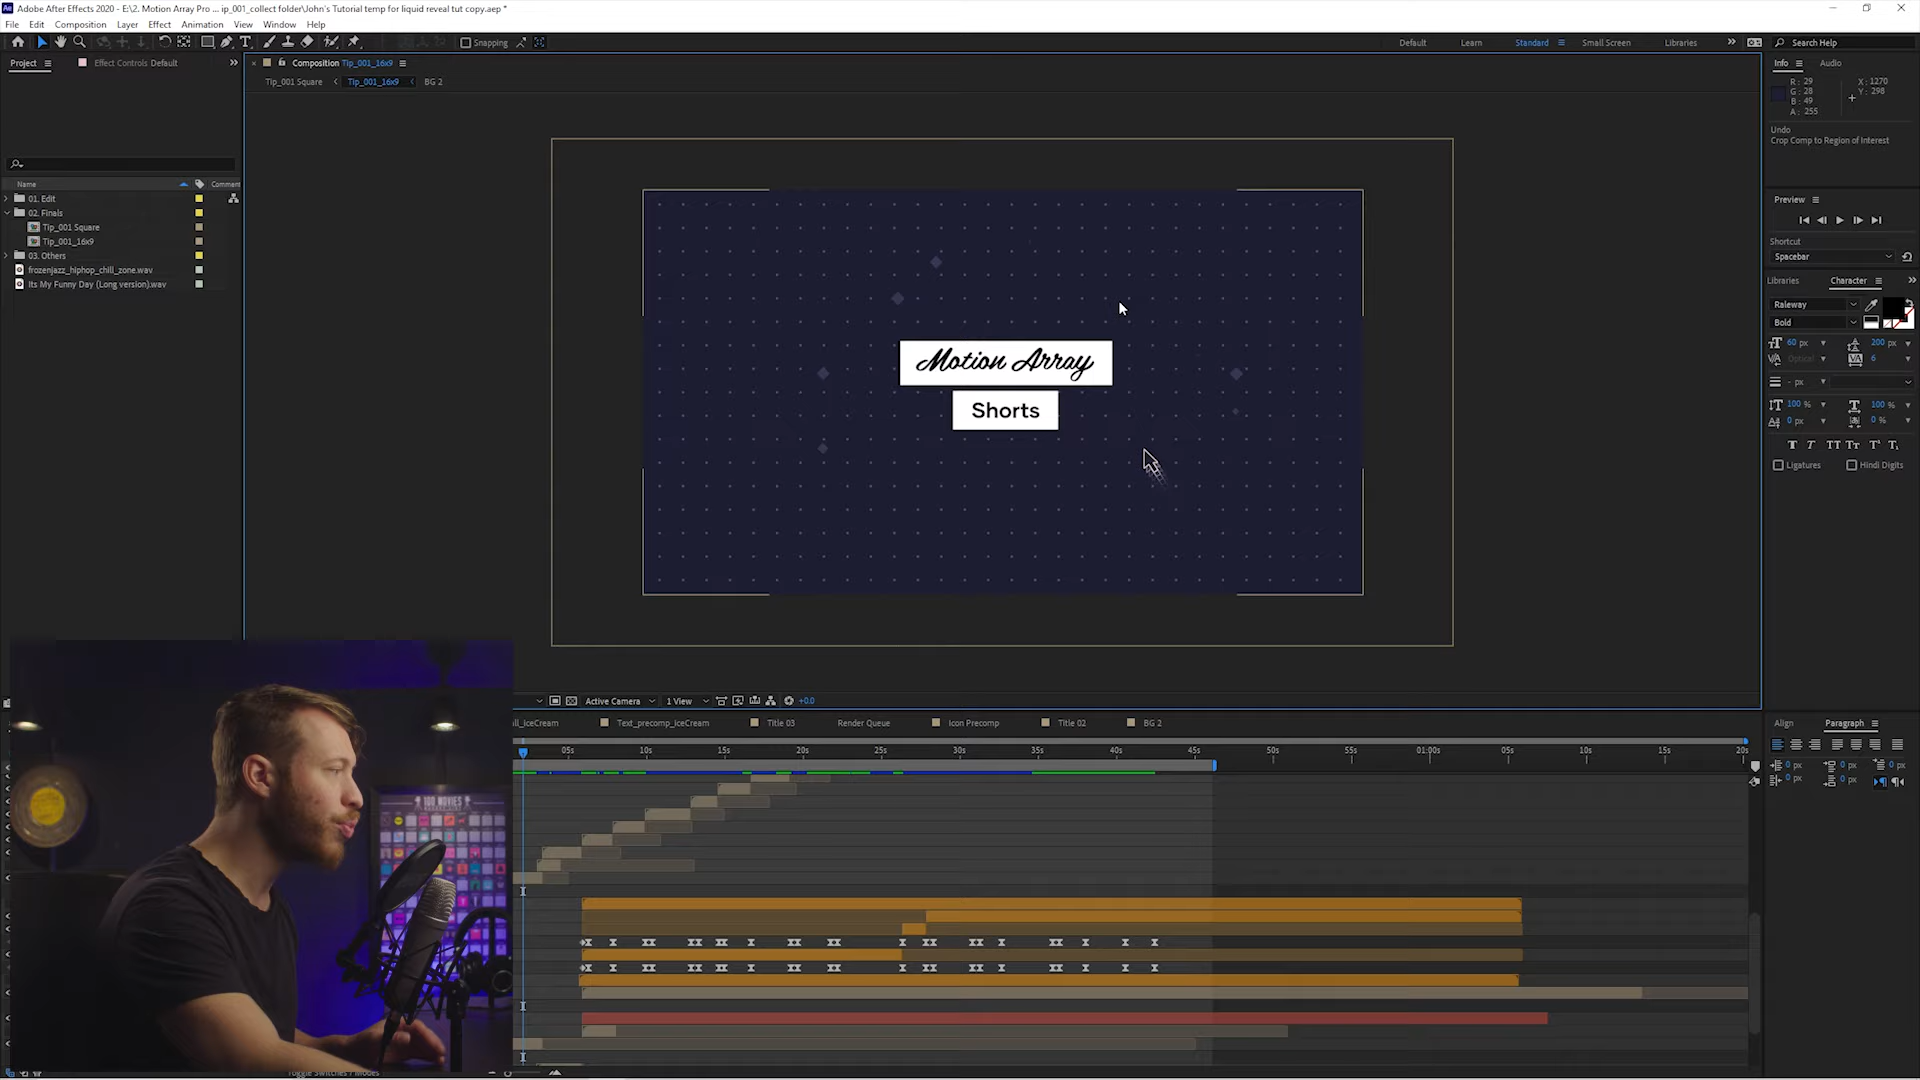 Adobe After Effects 2020 - E:\2. Motion Array Pro ... ip_001_collect folder\John's Tutorial temp for liquid reveal tut copy.aep *
File Edit Composition Layer Effect Animation View Window Help
Snapping
Default Learn Standard Small Screen Libraries Search Help
Project Effect Controls Default
Composition Tip_001_16x9
Tip_001 Square Tip_001_16x9 BG 2
Info Audio
R: 29
G: 28
B: 49
A: 255
X: 1270
Y: 298
Undo
Crop Comp to Region of Interest
Name Comment
01. Edit
02. Finals
Tip_001 Square
Tip_001_16x9
03. Others
frozenjazz_hiphop_chill_zone.wav
Its My Funny Day (Long version).wav
Motion Array
Shorts
Preview
Shortcut
Spacebar
Libraries Character
Raleway
Bold
60 px 200 px
Optical 6
- px
100 % 100 %
0 px 0 %
Ligatures Hindi Digits
Active Camera 1 View +0.0
Text_precomp_IceCream Title 03 Render Queue Icon Precomp Title 02 BG 2
05s 10s 15s 20s 25s 30s 35s 40s 45s 50s 55s 01:00s 05s 10s 15s 20s
Align Paragraph
0 px 0 px 0 px
0 px 0 px
100 MOVIES
Toggle Switches / Modes